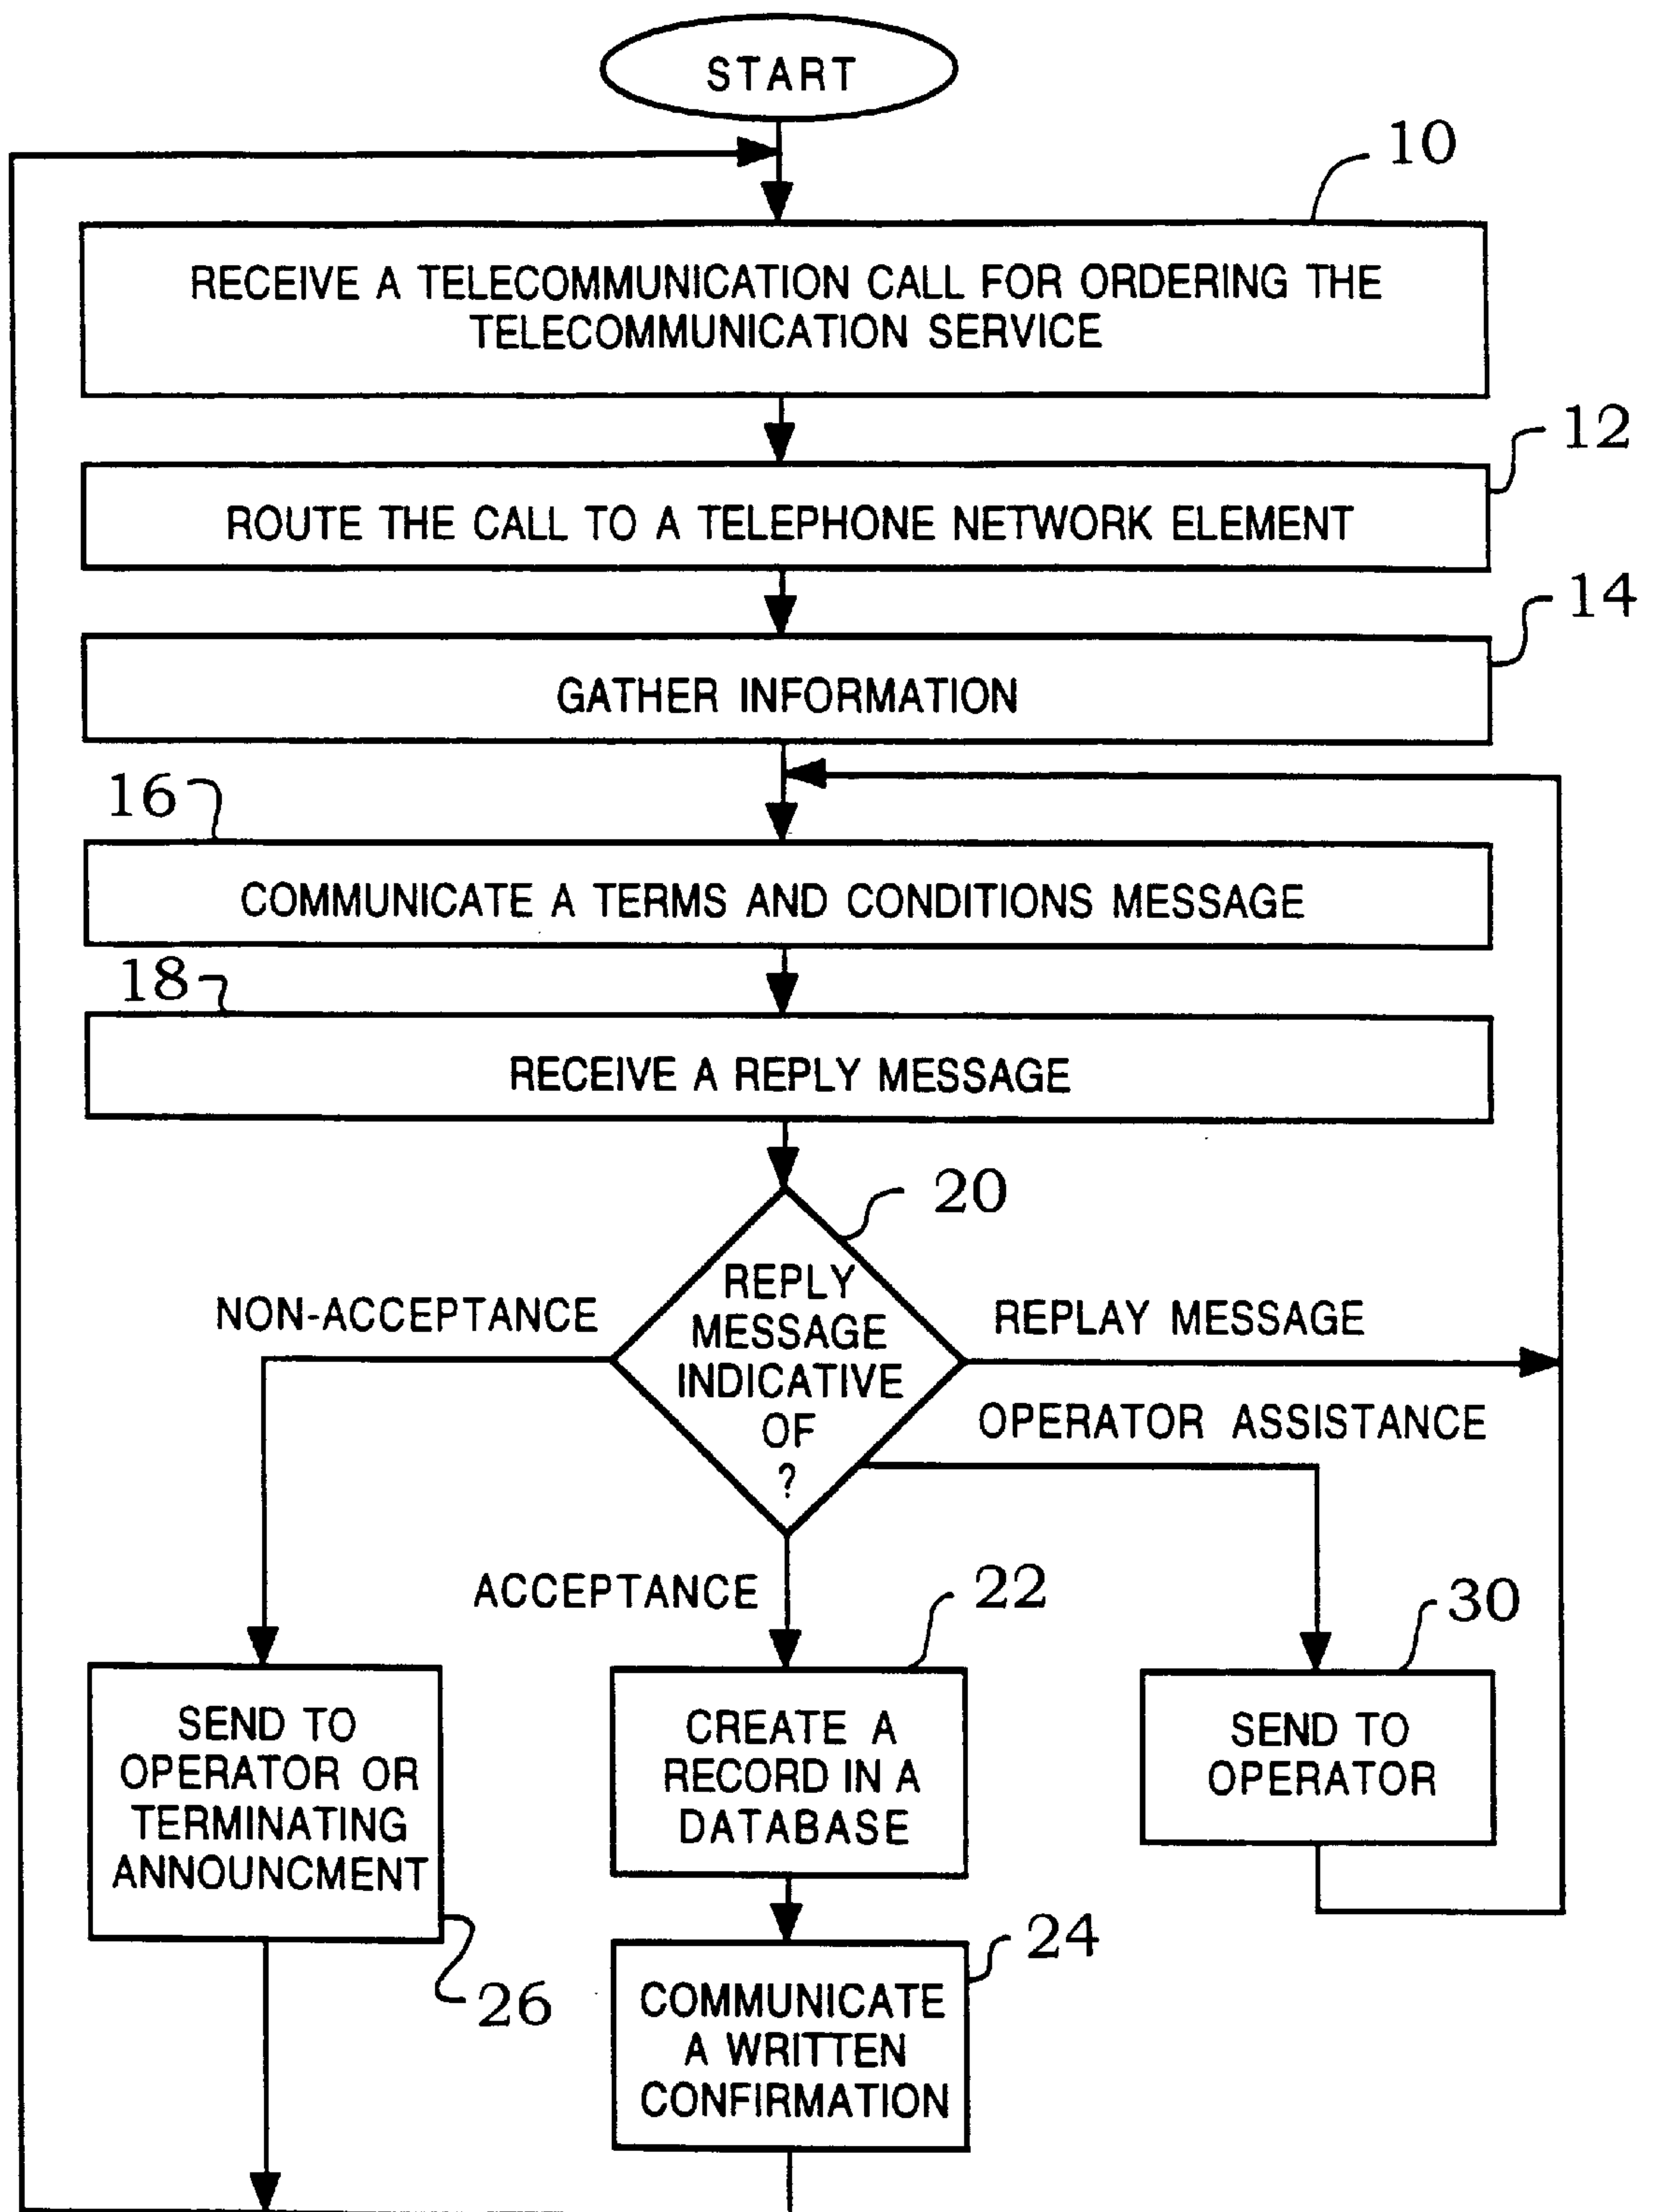 START
10
RECEIVE A TELECOMMUNICATION CALL FOR ORDERING THE
TELECOMMUNICATION SERVICE
12
ROUTE THE CALL TO A TELEPHONE NETWORK ELEMENT
14
GATHER INFORMATION
16
COMMUNICATE A TERMS AND CONDITIONS MESSAGE
18
RECEIVE A REPLY MESSAGE
20
REPLY
MESSAGE
INDICATIVE
OF
?
NON-ACCEPTANCE
REPLAY MESSAGE
OPERATOR ASSISTANCE
ACCEPTANCE
22
30
SEND TO
OPERATOR OR
TERMINATING
ANNOUNCMENT
26
CREATE A
RECORD IN A
DATABASE
SEND TO
OPERATOR
24
COMMUNICATE
A WRITTEN
CONFIRMATION